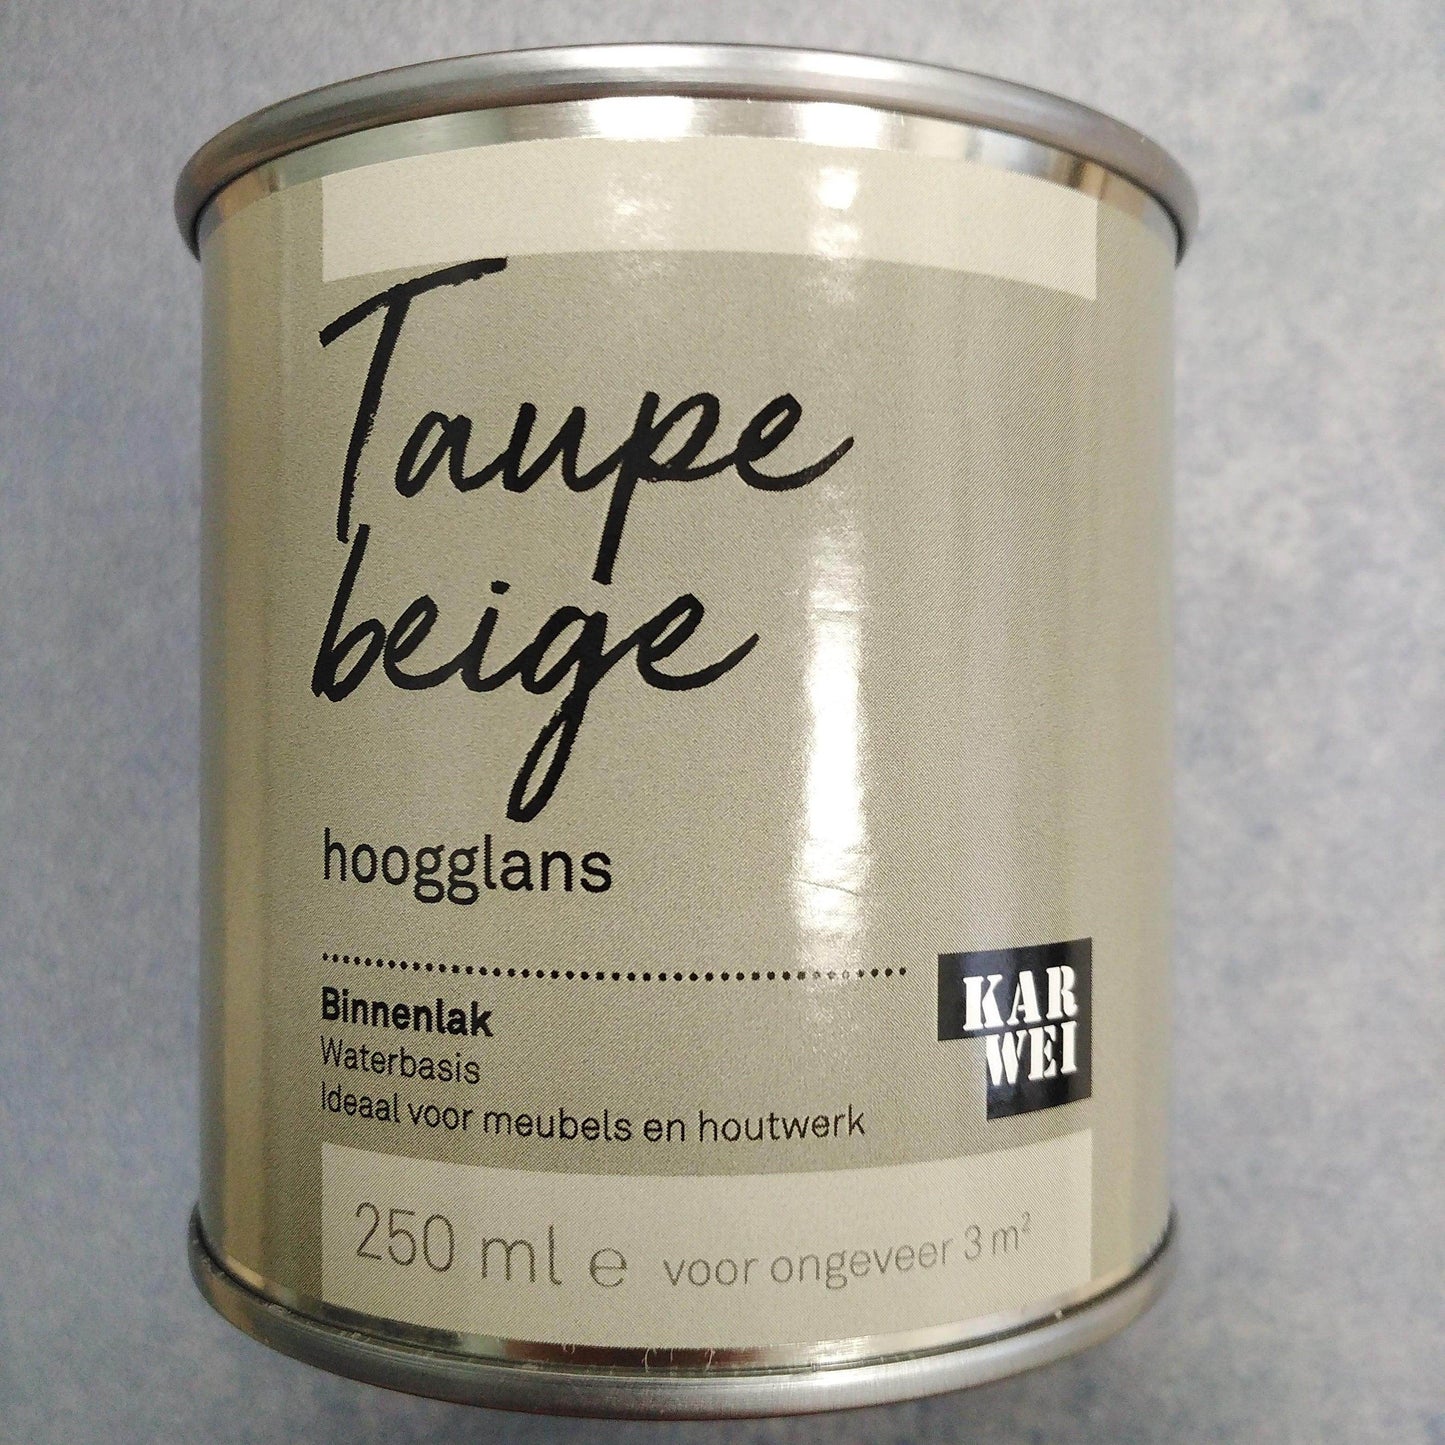 Taupe
beige
hoogglans
Binnenlak
Waterbasis
Ideaal voor meubels en houtwerk
KAR
WEI
250 ml e voor ongeveer 3 m²